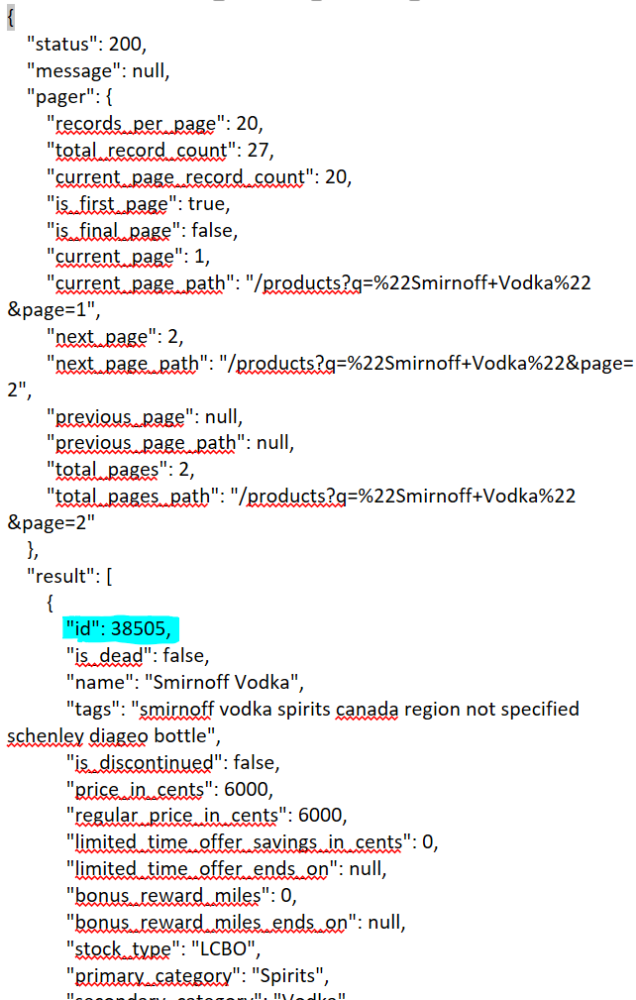 {
"status": 200,
"message": null,
"pager": {
"records_per_page": 20,
"total_record_count": 27,
"current_page_record_count": 20,
"is_first_page": true,
"is_final_page": false,
"current_page": 1,
"current_page_path": "/products?q=%22Smirnoff+Vodka%22
&page=1",
"next_page": 2,
"next_page_path": "/products?q=%22Smirnoff+Vodka%22&page=
2",
"previous_page": null,
"previous_page_path": null,
"total_pages": 2,
"total_pages_path": "/products?q=%22Smirnoff+Vodka%22
&page=2"
},
"result": [
{
"id": 38505,
"is_dead": false,
"name": "Smirnoff Vodka",
"tags": "smirnoff vodka spirits canada region not specified
schenley diageo bottle",
"is_discontinued": false,
"price_in_cents": 6000,
"regular_price_in_cents": 6000,
"limited_time_offer_savings_in_cents": 0,
"limited_time_offer_ends_on": null,
"bonus_reward_miles": 0,
"bonus_reward_miles_ends_on": null,
"stock_type": "LCBO",
"primary_category": "Spirits",
"secondary_category": "Vodka"